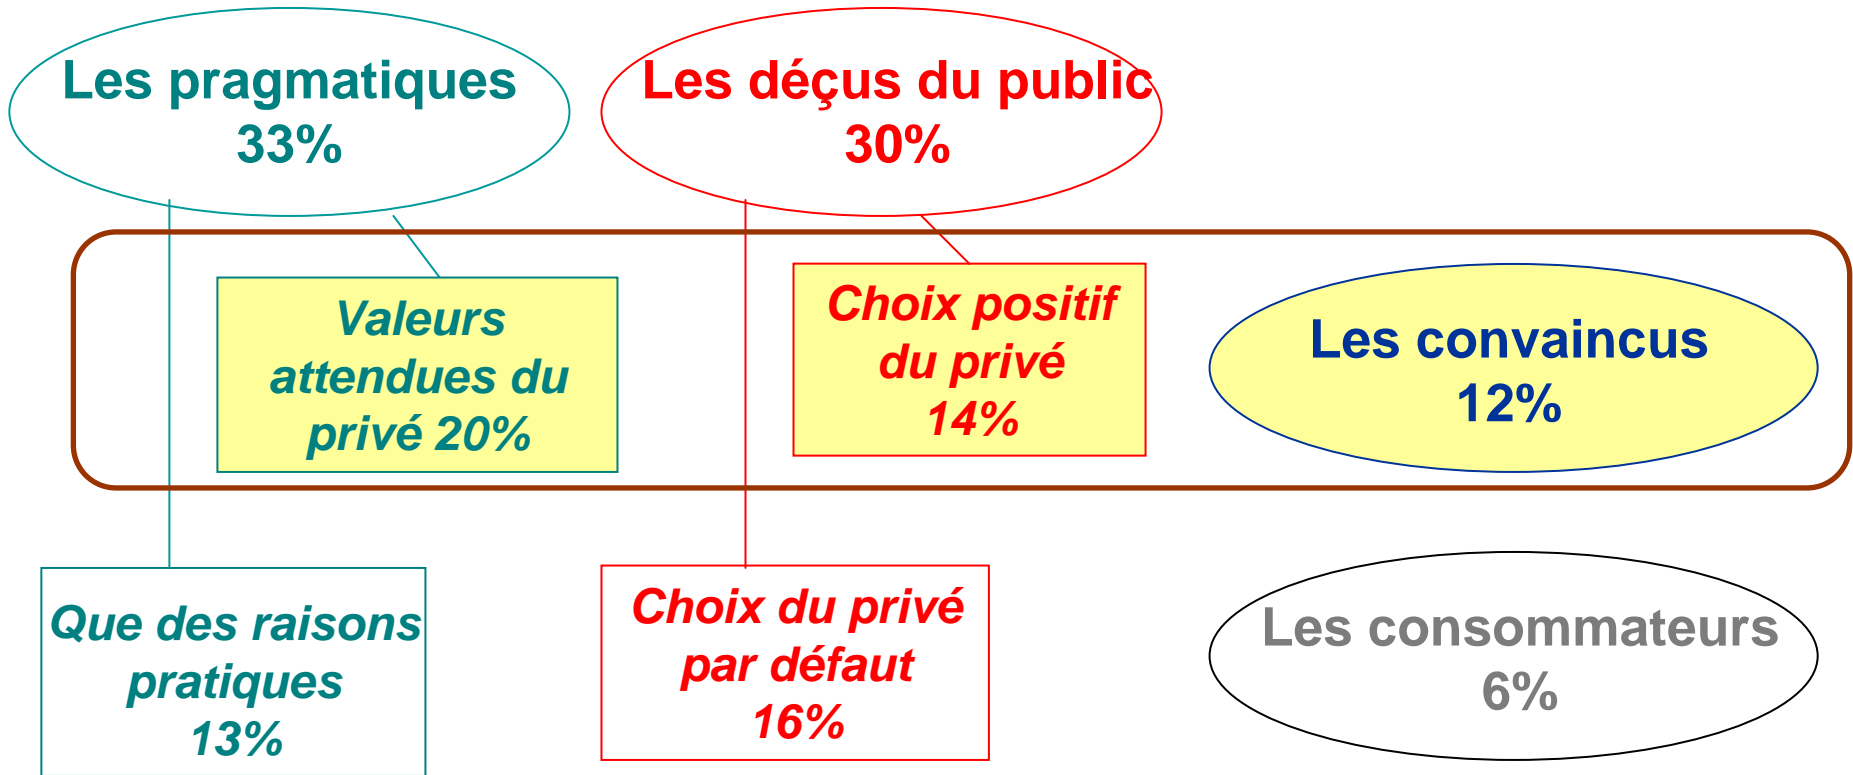 Les pragmatiques
33%
Les déçus du public
30%
Valeurs
attendues du
privé 20%
Choix positif
du privé
14%
Les convaincus
12%
Que des raisons
pratiques
13%
Choix du privé
par défaut
16%
Les consommateurs
6%